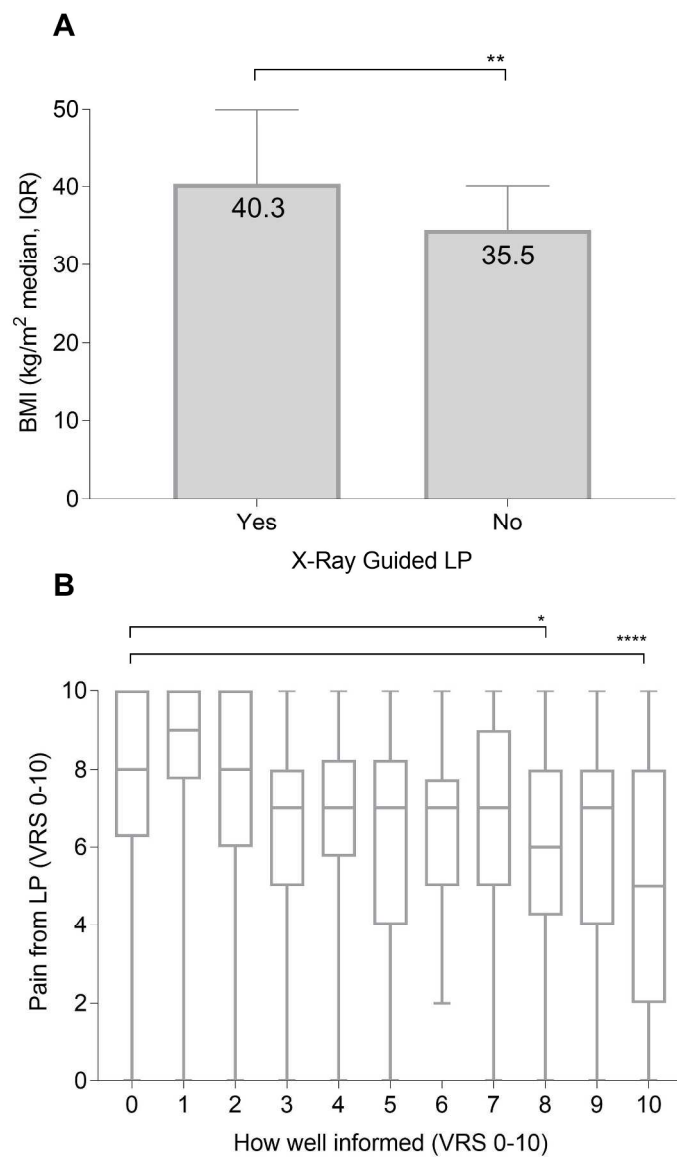 A
**
50
40
30
20
10
0
BMI (kg/m² median, IQR)
40.3
35.5
Yes No
X-Ray Guided LP
B
*
****
10
8
6
4
2
0
Pain from LP (VRS 0-10)
0 1 2 3 4 5 6 7 8 9 10
How well informed (VRS 0-10)